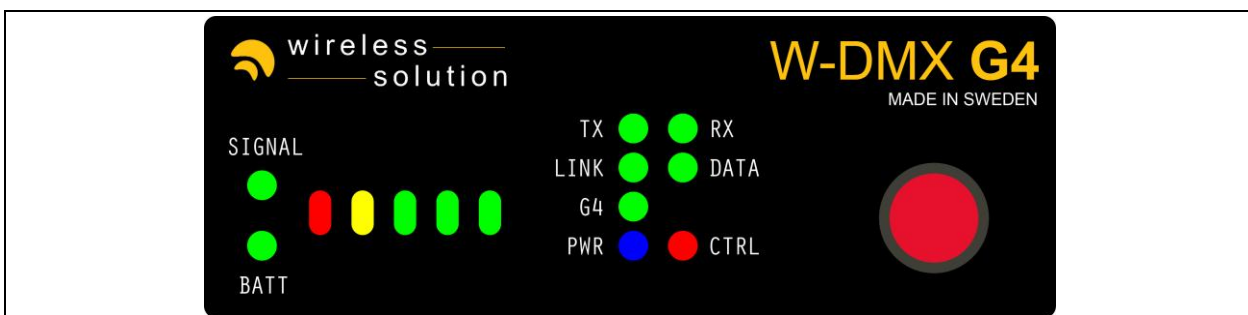 wireless
solution
W-DMX G4
MADE IN SWEDEN
SIGNAL
BATT
TX RX
LINK DATA
G4
PWR CTRL